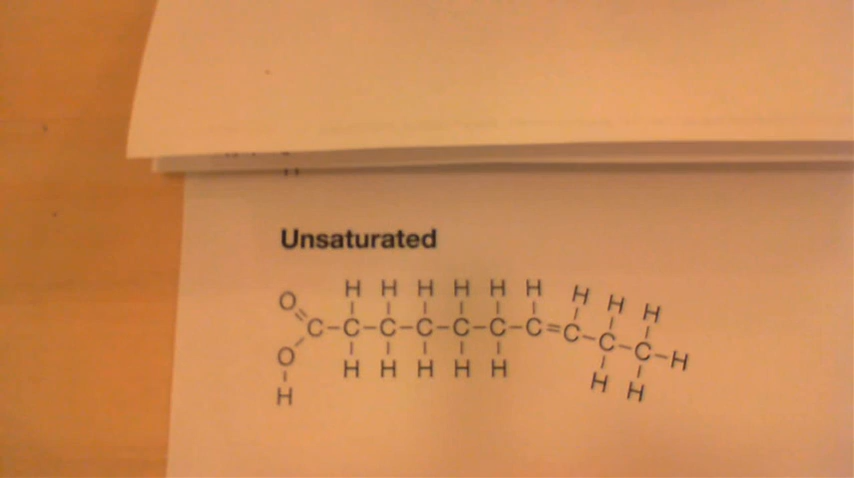 Unsaturated
H H H H H H H H H
O
C-C-C-C-C-C-C=C-C-C-H
O
H H H H H H H
H